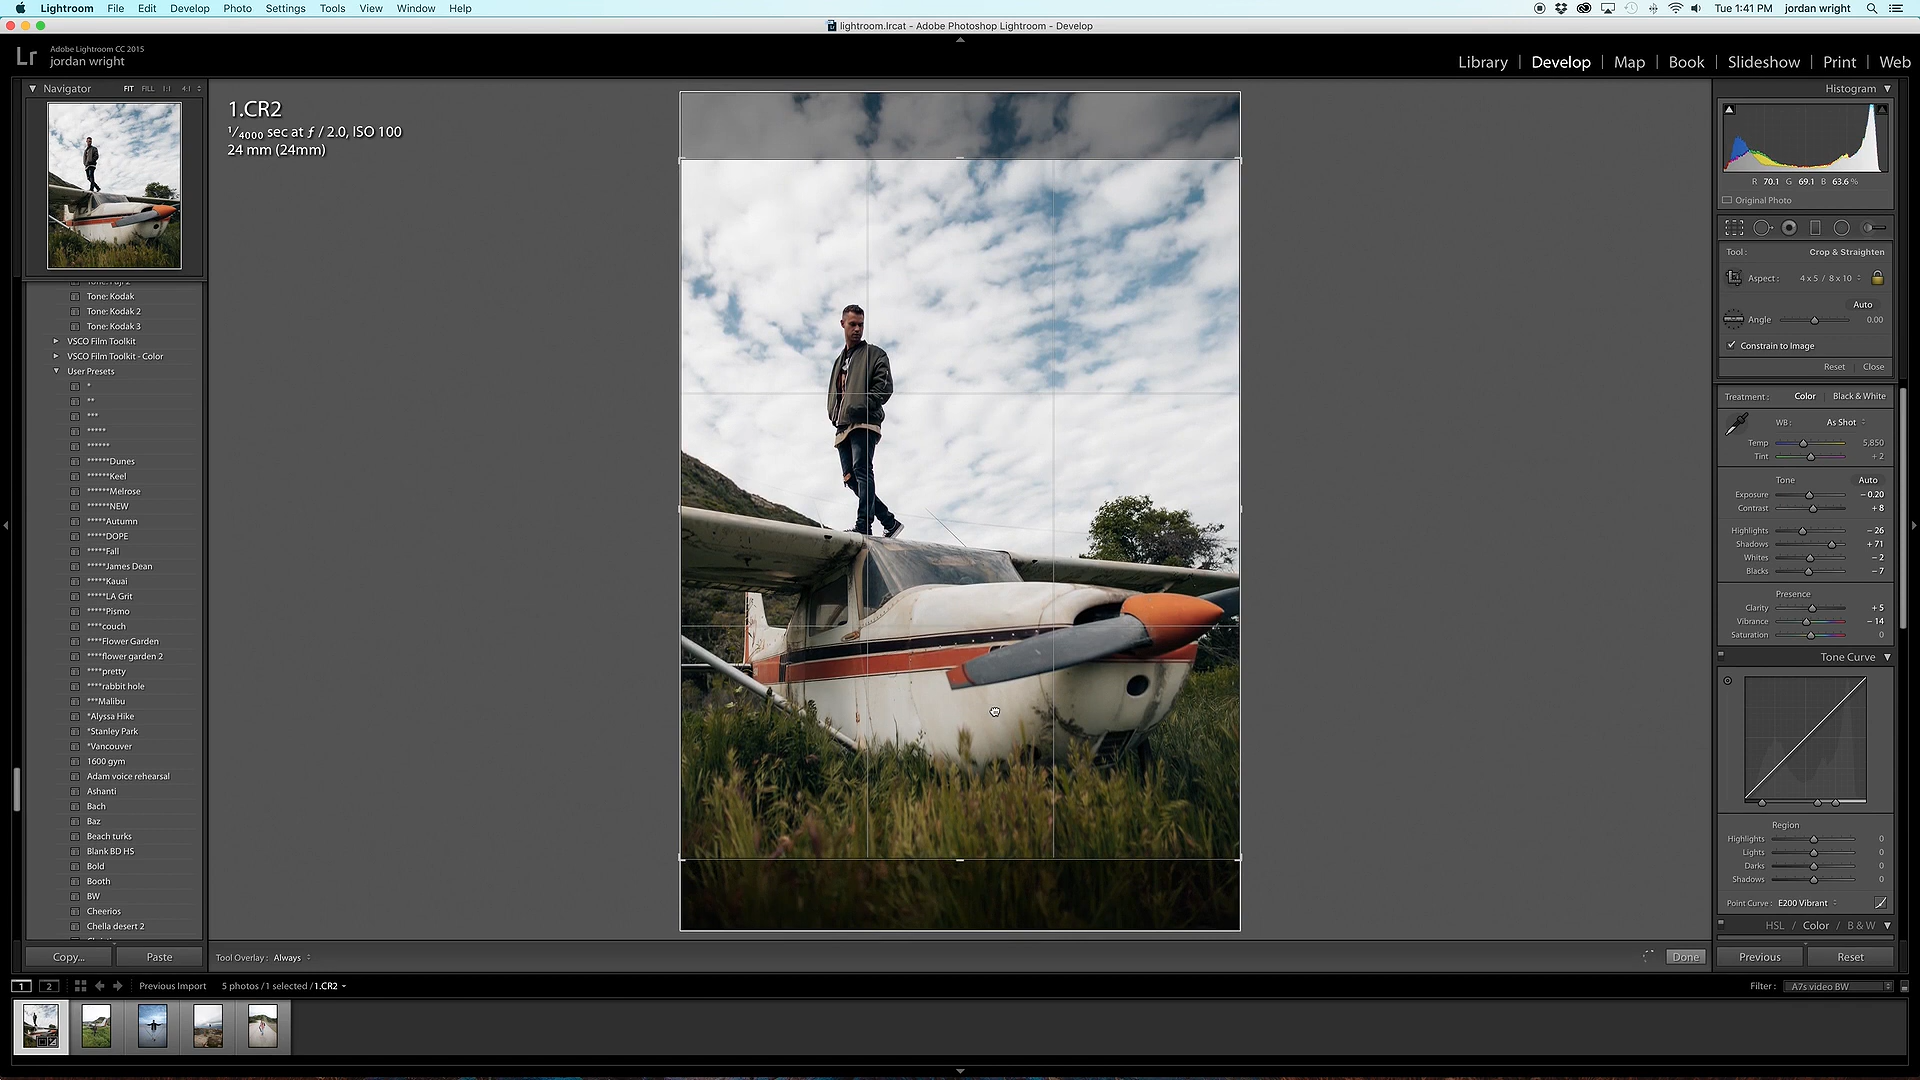 Lightroom File Edit Develop Photo Settings Tools View Window Help Tue 1:41 PM jordan wright
lightroom.lrcat - Adobe Photoshop Lightroom - Develop
Lr Adobe Lightroom CC 2015
jordan wright
Library | Develop | Map | Book | Slideshow | Print | Web
Navigator FIT FILL 1:1 4:1
Tone: Kodak
Tone: Kodak 2
Tone: Kodak 3
VSCO Film Toolkit
VSCO Film Toolkit - Color
User Presets
*
**
***
*****
******
******Dunes
******Keel
******Melrose
******NEW
*****Autumn
*****DOPE
*****Fall
*****James Dean
*****Kauai
*****LA Grit
*****Pismo
****couch
****Flower Garden
****flower garden 2
****pretty
****rabbit hole
***Malibu
*Alyssa Hike
*Stanley Park
*Vancouver
1600 gym
Adam voice rehearsal
Ashanti
Bach
Baz
Beach turks
Blank BD HS
Bold
Booth
BW
Cheerios
Chella desert 2
Copy... Paste
1.CR2
1/4000 sec at ƒ / 2.0, ISO 100
24 mm (24mm)
Tool Overlay: Always Done
Histogram
R 70.1 G 69.1 B 63.6 %
Original Photo
Tool: Crop & Straighten
Aspect: 4 x 5 / 8 x 10
Auto
Angle 0.00
Constrain to Image
Reset Close
Treatment: Color | Black & White
WB: As Shot
Temp 5,850
Tint + 2
Tone Auto
Exposure − 0.20
Contrast + 8
Highlights − 26
Shadows + 71
Whites − 2
Blacks − 7
Presence
Clarity + 5
Vibrance − 14
Saturation 0
Tone Curve
Region
Highlights 0
Lights 0
Darks 0
Shadows 0
Point Curve: E200 Vibrant
HSL / Color / B & W
Previous Reset
1 2 Previous Import 5 photos / 1 selected / 1.CR2 Filter: A7s video BW